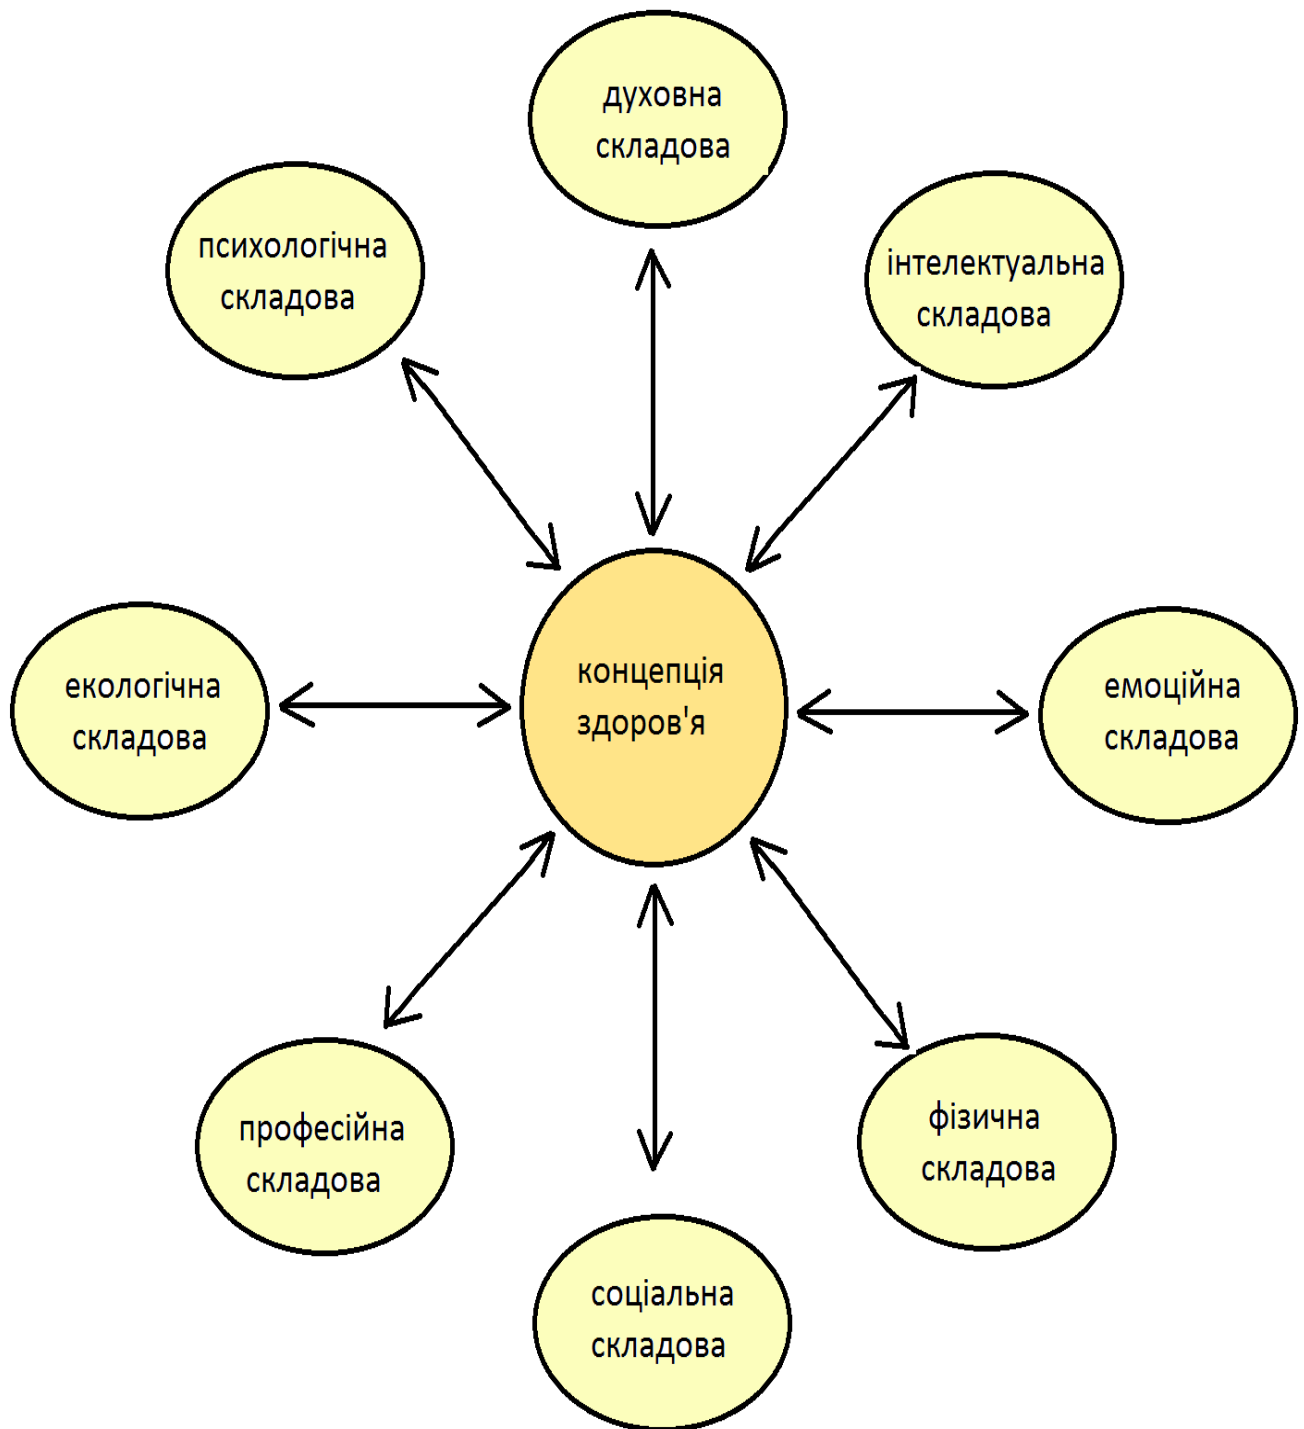 духовна
складова
психологічна
складова
інтелектуальна
складова
екологічна
складова
концепція
здоров'я
емоційна
складова
професійна
складова
фізична
складова
соціальна
складова